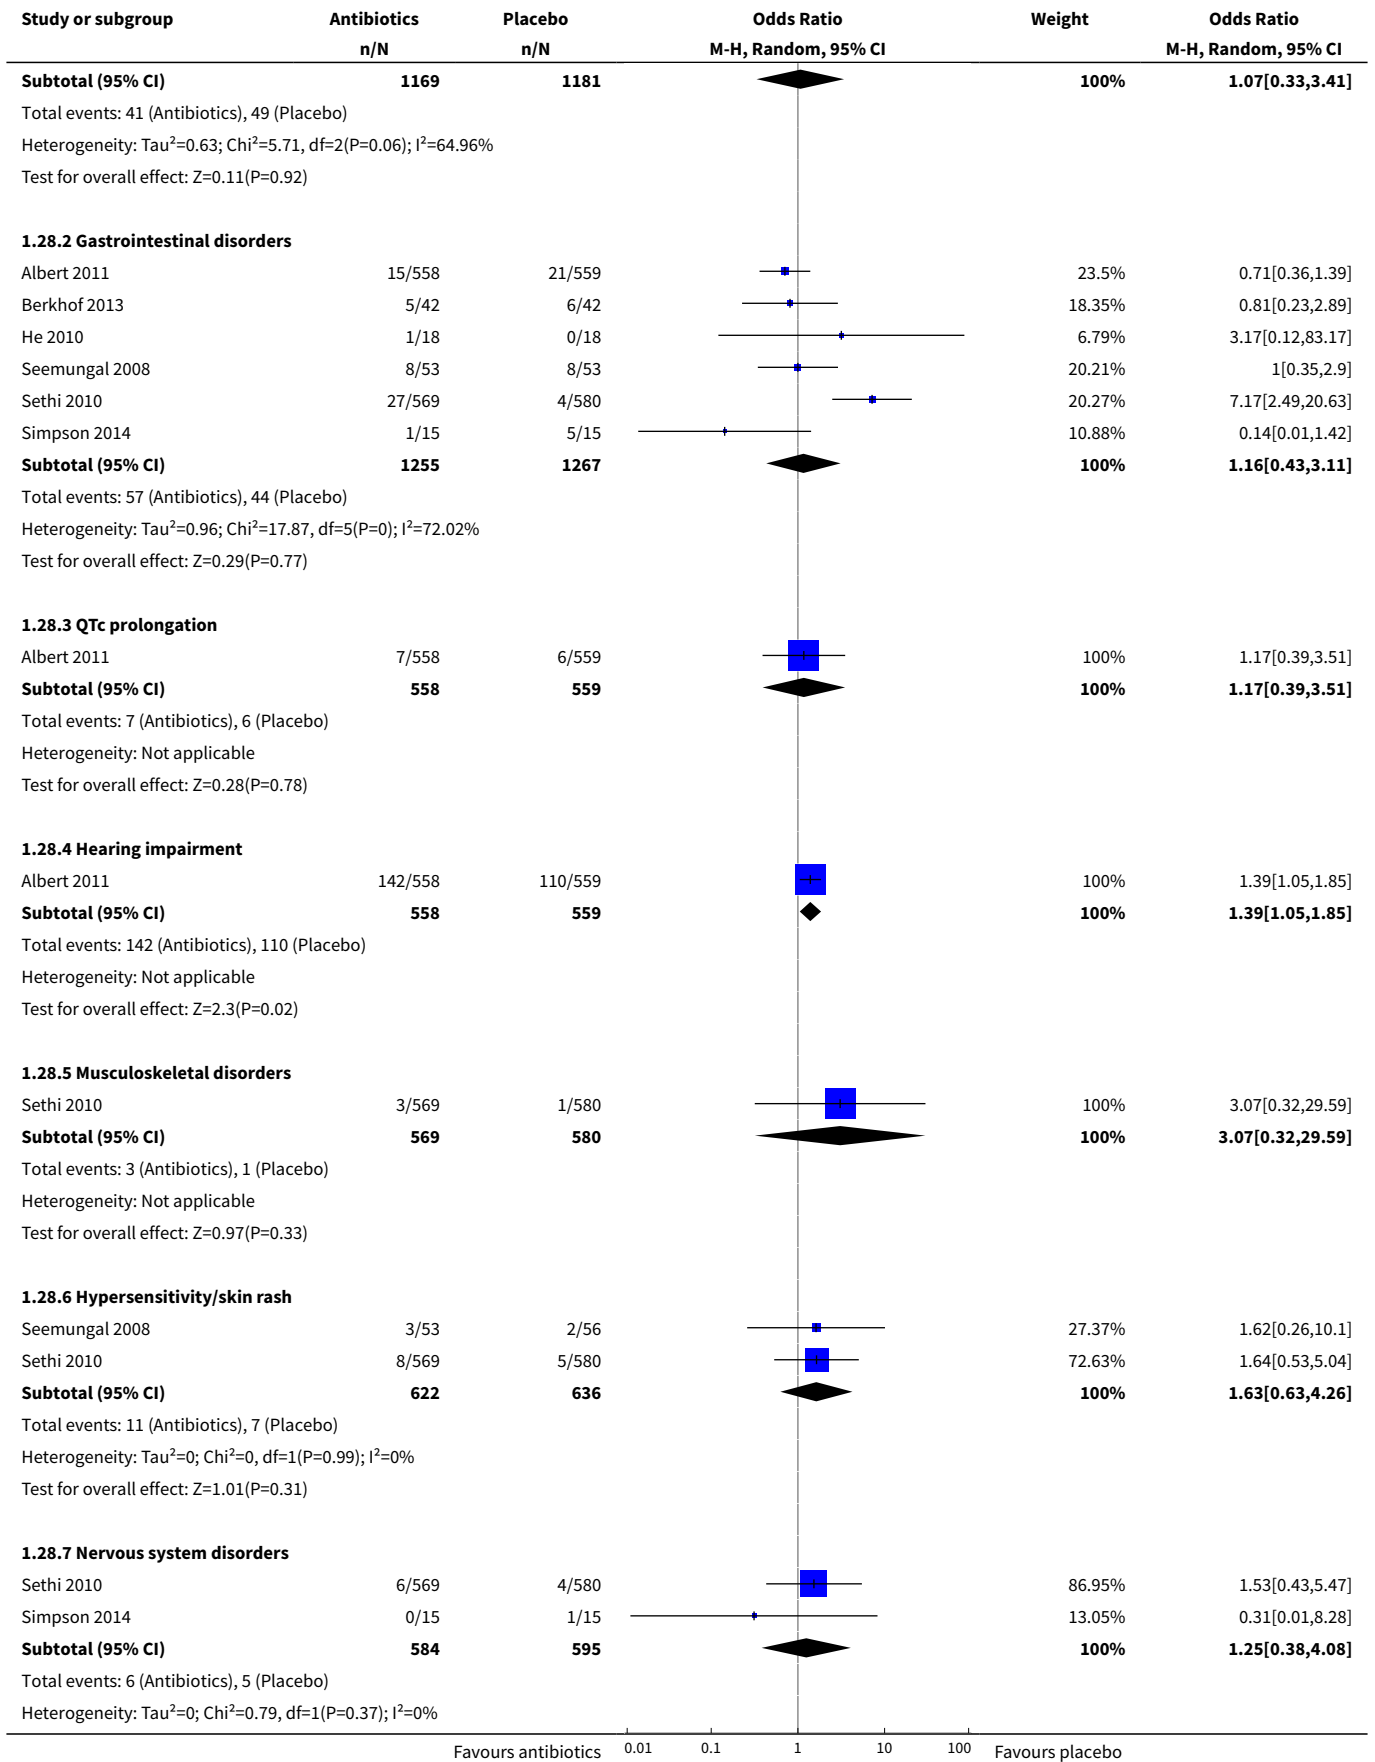 Study or subgroup Antibiotics Placebo Odds Ratio Weight Odds Ratio
n/N n/N M-H, Random, 95% CI M-H, Random, 95% CI
Subtotal (95% CI) 1169 1181 100% 1.07[0.33,3.41]
Total events: 41 (Antibiotics), 49 (Placebo)
Heterogeneity: Tau²=0.63; Chi²=5.71, df=2(P=0.06); I²=64.96%
Test for overall effect: Z=0.11(P=0.92)
1.28.2 Gastrointestinal disorders
Albert 2011 15/558 21/559 23.5% 0.71[0.36,1.39]
Berkhof 2013 5/42 6/42 18.35% 0.81[0.23,2.89]
He 2010 1/18 0/18 6.79% 3.17[0.12,83.17]
Seemungal 2008 8/53 8/53 20.21% 1[0.35,2.9]
Sethi 2010 27/569 4/580 20.27% 7.17[2.49,20.63]
Simpson 2014 1/15 5/15 10.88% 0.14[0.01,1.42]
Subtotal (95% CI) 1255 1267 100% 1.16[0.43,3.11]
Total events: 57 (Antibiotics), 44 (Placebo)
Heterogeneity: Tau²=0.96; Chi²=17.87, df=5(P=0); I²=72.02%
Test for overall effect: Z=0.29(P=0.77)
1.28.3 QTc prolongation
Albert 2011 7/558 6/559 100% 1.17[0.39,3.51]
Subtotal (95% CI) 558 559 100% 1.17[0.39,3.51]
Total events: 7 (Antibiotics), 6 (Placebo)
Heterogeneity: Not applicable
Test for overall effect: Z=0.28(P=0.78)
1.28.4 Hearing impairment
Albert 2011 142/558 110/559 100% 1.39[1.05,1.85]
Subtotal (95% CI) 558 559 100% 1.39[1.05,1.85]
Total events: 142 (Antibiotics), 110 (Placebo)
Heterogeneity: Not applicable
Test for overall effect: Z=2.3(P=0.02)
1.28.5 Musculoskeletal disorders
Sethi 2010 3/569 1/580 100% 3.07[0.32,29.59]
Subtotal (95% CI) 569 580 100% 3.07[0.32,29.59]
Total events: 3 (Antibiotics), 1 (Placebo)
Heterogeneity: Not applicable
Test for overall effect: Z=0.97(P=0.33)
1.28.6 Hypersensitivity/skin rash
Seemungal 2008 3/53 2/56 27.37% 1.62[0.26,10.1]
Sethi 2010 8/569 5/580 72.63% 1.64[0.53,5.04]
Subtotal (95% CI) 622 636 100% 1.63[0.63,4.26]
Total events: 11 (Antibiotics), 7 (Placebo)
Heterogeneity: Tau²=0; Chi²=0, df=1(P=0.99); I²=0%
Test for overall effect: Z=1.01(P=0.31)
1.28.7 Nervous system disorders
Sethi 2010 6/569 4/580 86.95% 1.53[0.43,5.47]
Simpson 2014 0/15 1/15 13.05% 0.31[0.01,8.28]
Subtotal (95% CI) 584 595 100% 1.25[0.38,4.08]
Total events: 6 (Antibiotics), 5 (Placebo)
Heterogeneity: Tau²=0; Chi²=0.79, df=1(P=0.37); I²=0%
Favours antibiotics 0.01 0.1 1 10 100 Favours placebo